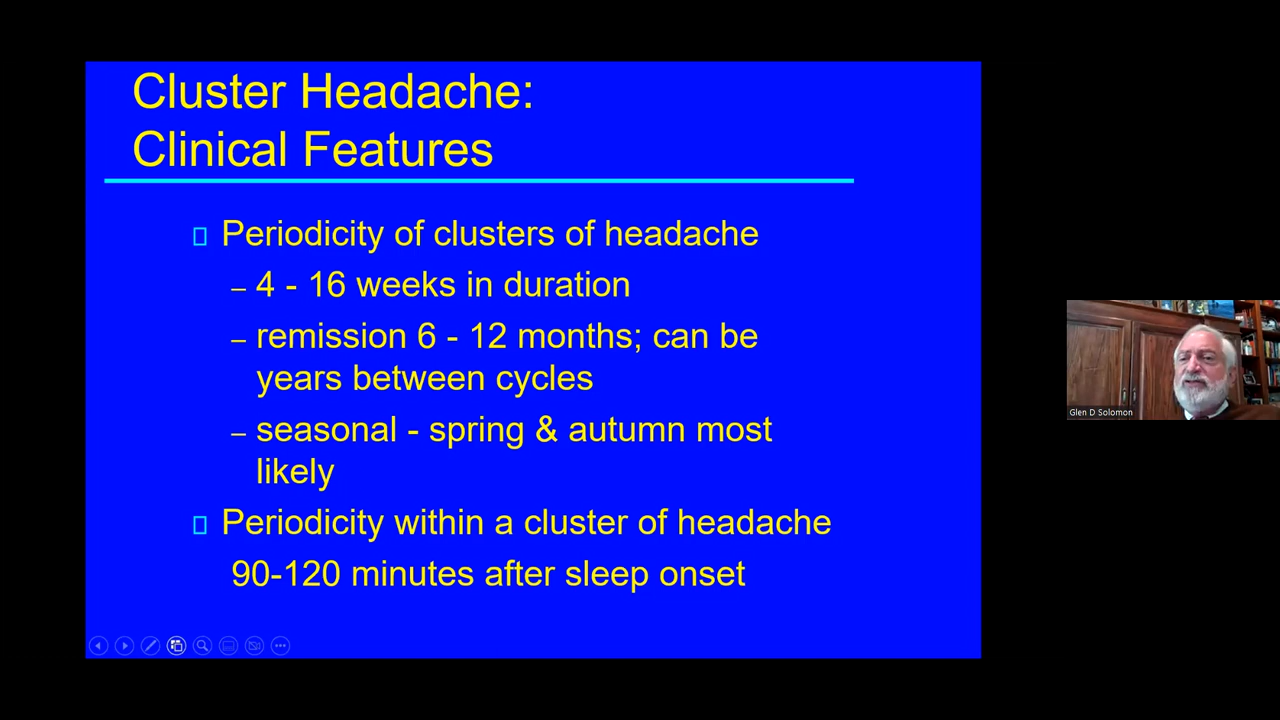 Cluster Headache:
Clinical Features
Periodicity of clusters of headache
– 4 - 16 weeks in duration
– remission 6 - 12 months; can be
years between cycles
– seasonal - spring & autumn most
likely
Periodicity within a cluster of headache
90-120 minutes after sleep onset
Glen D Solomon